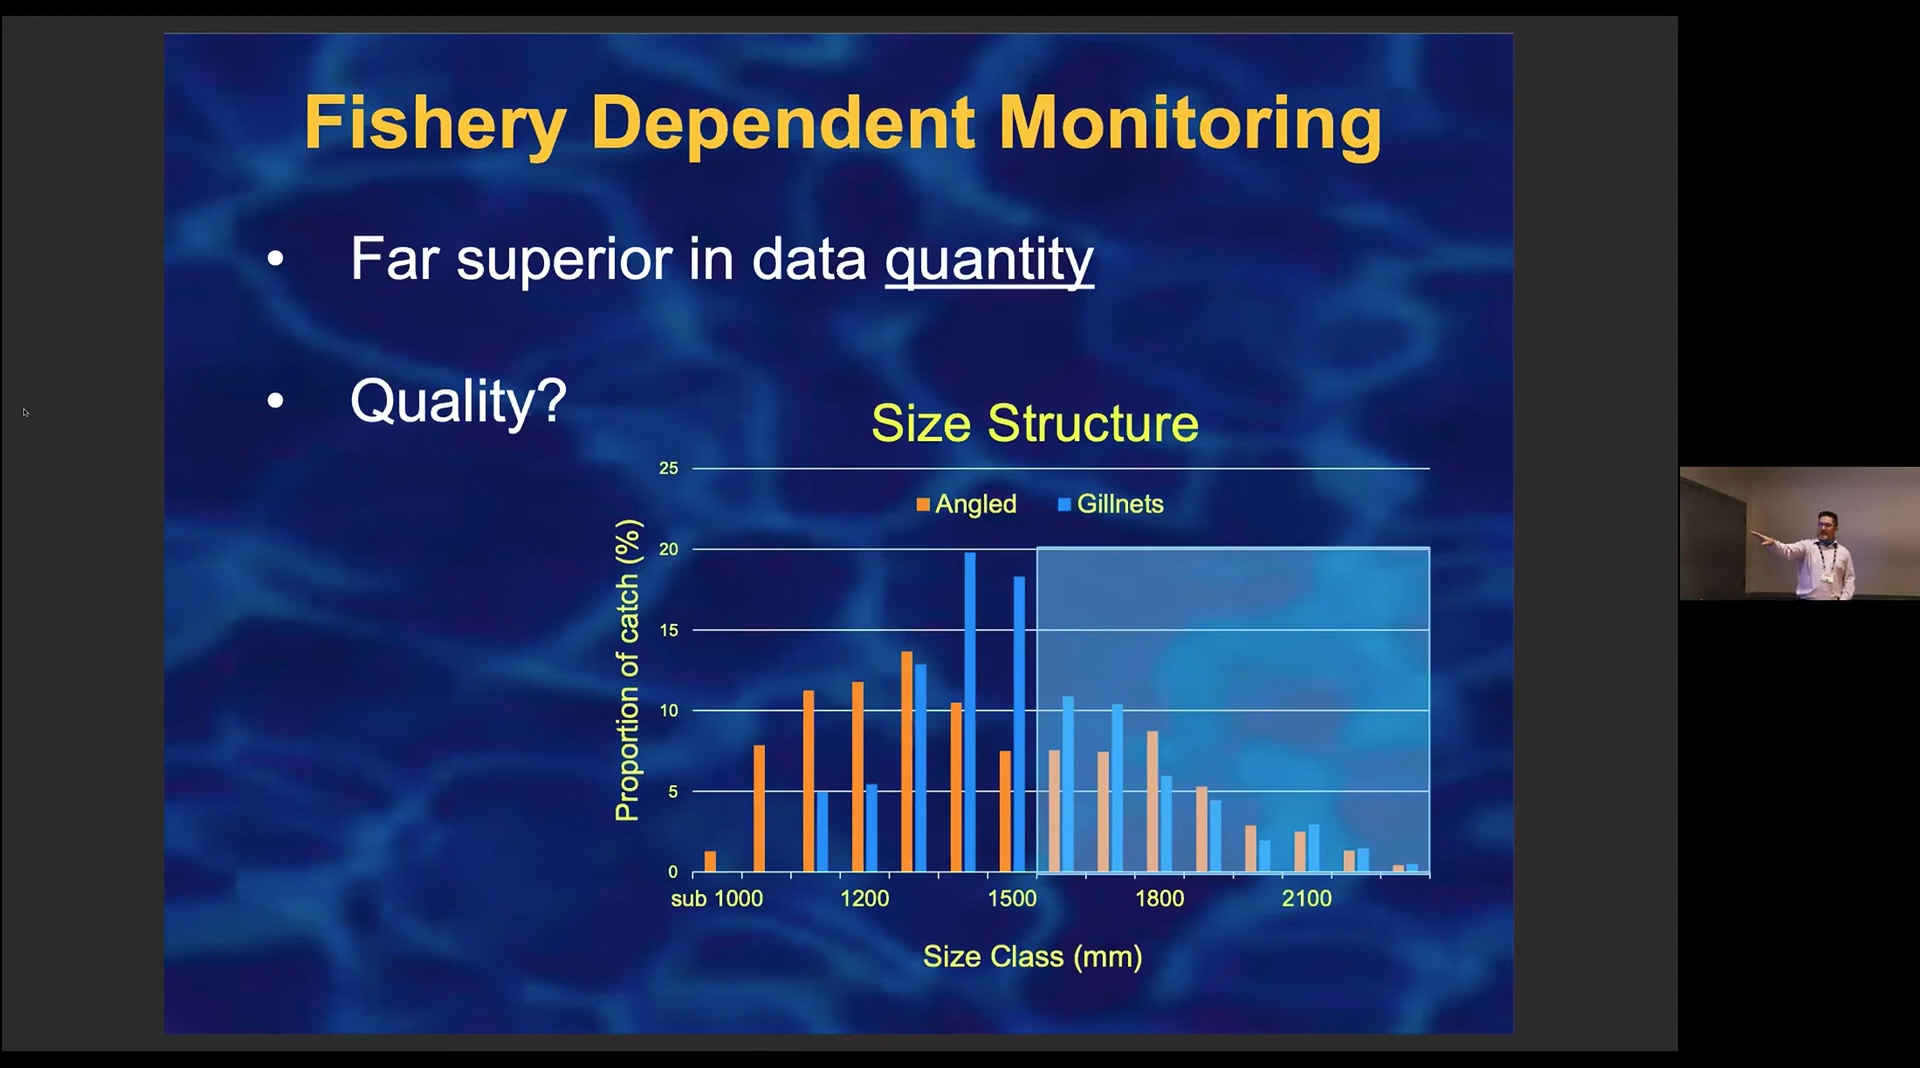 Fishery Dependent Monitoring
• Far superior in data quantity
• Quality?
Size Structure
25
Angled Gillnets
20
15
10
5
0
Proportion of catch (%)
sub 1000 1200 1500 1800 2100
Size Class (mm)